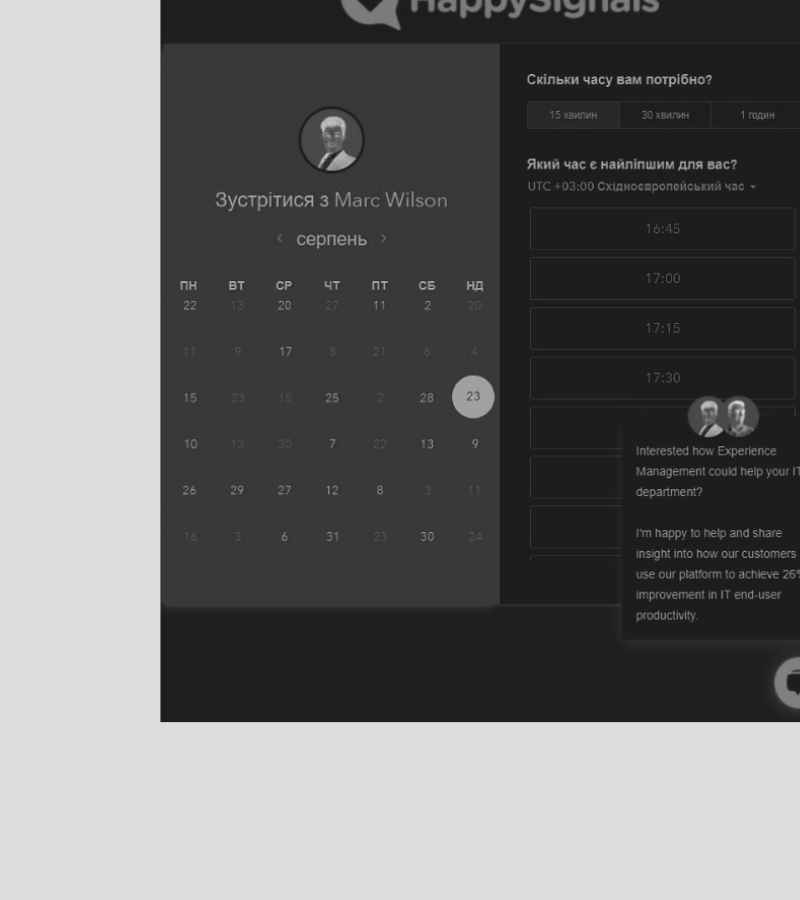 HappySignals
Зустрітися з Marc Wilson
‹ серпень ›
ПН ВТ СР ЧТ ПТ СБ НД
22 13 20 27 11 2 20
11 9 17 8 21 6 4
15 23 15 25 2 28 23
10 13 30 7 22 13 9
26 29 27 12 8 3 11
16 3 6 31 23 30 24
Скільки часу вам потрібно?
15 хвилин 30 хвилин 1 годин
Який час є найліпшим для вас?
UTC +03:00 Східноєвропейський час
16:45
17:00
17:15
17:30
Interested how Experience
Management could help your IT
department?
I'm happy to help and share
insight into how our customers
use our platform to achieve 26%
improvement in IT end-user
productivity.